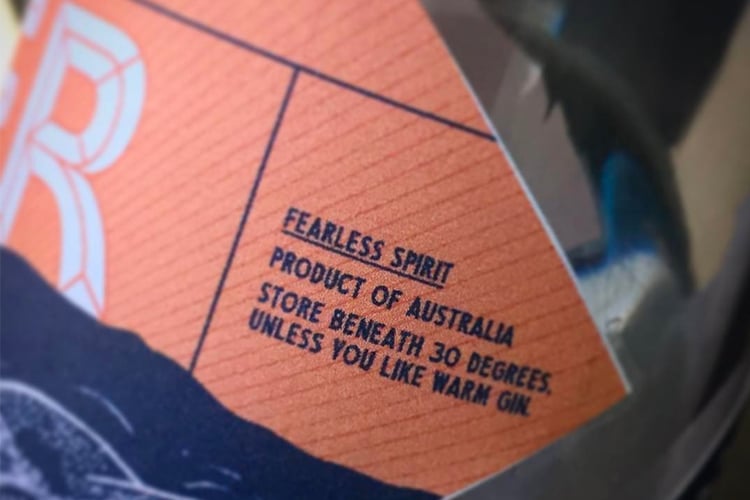 R
FEARLESS SPIRIT
PRODUCT OF AUSTRALIA
STORE BENEATH 30 DEGREES,
UNLESS YOU LIKE WARM GIN.